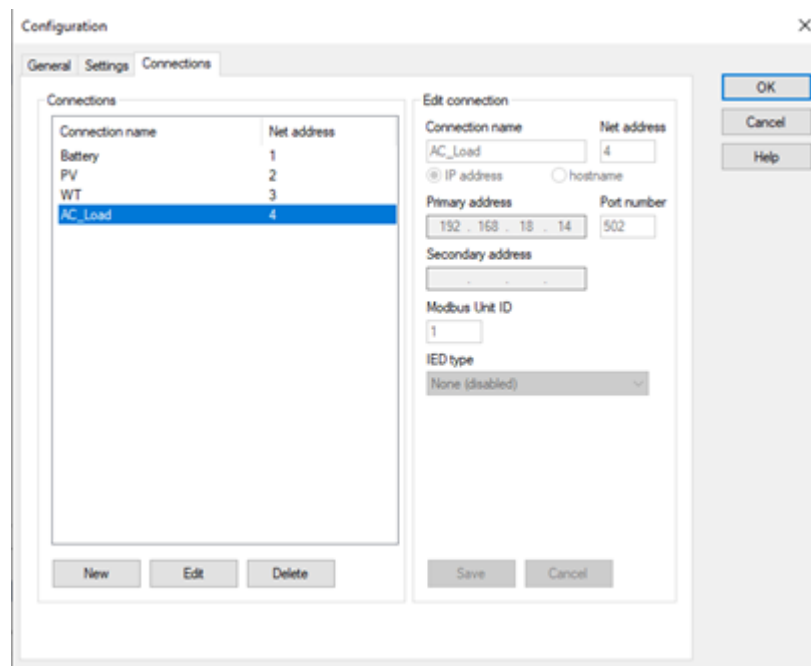 Configuration
General Settings Connections
Connections
Connection name Net address
Battery 1
PV 2
WT 3
AC_Load 4
New Edit Delete
Edit connection
Connection name Net address
AC_Load 4
IP address hostname
Primary address Port number
192 . 168 . 18 . 14 502
Secondary address
. . .
Modbus Unit ID
1
IED type
None (disabled)
Save Cancel
OK
Cancel
Help